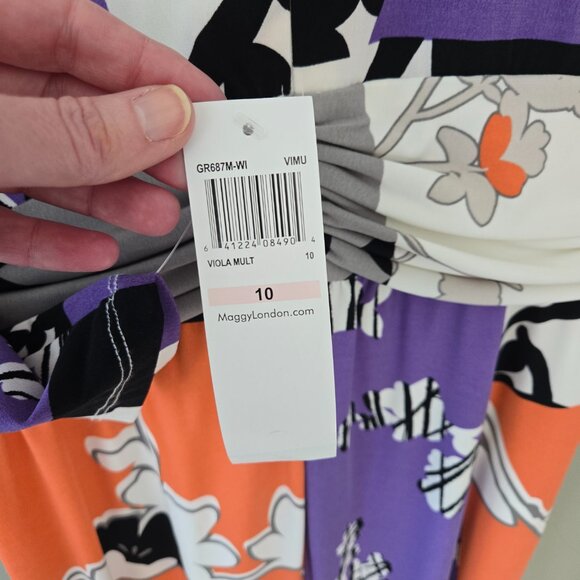 GR687M-WI VIMU
6 41224 08490 4
VIOLA MULT 10
10
MaggyLondon.com